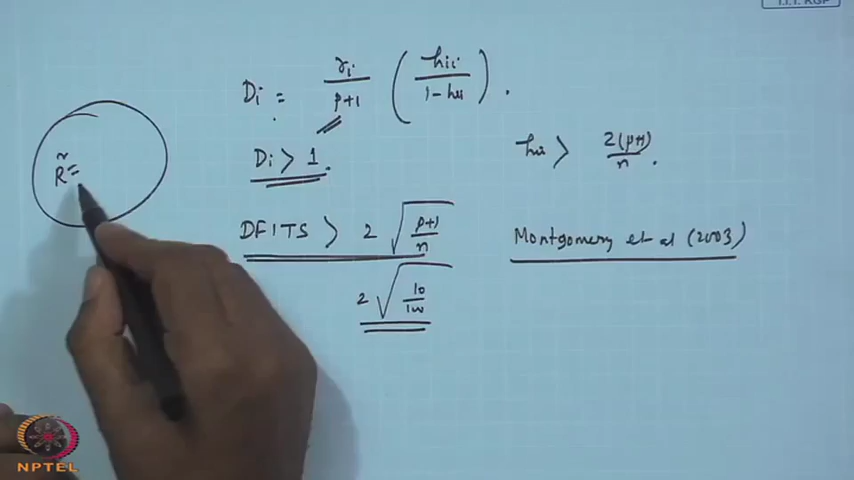 I.I.T. KGP
Di = ri / p+1 ( hii / 1-hii ) .
Di > 1 .
hii > 2(p+1) / n .
R̃ =
DFITS > 2 √ p+1 / n
Montgomery et al (2003)
2 √ 10 / 100
NPTEL